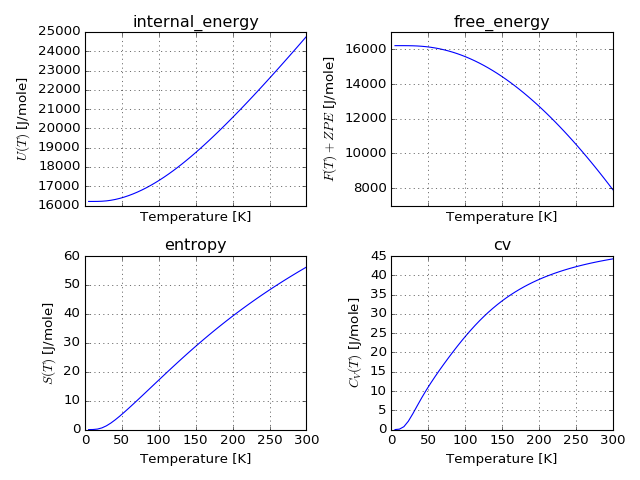 internal_energy
25000
24000
23000
22000
21000
20000
19000
18000
17000
16000
U(T) [J/mole]
Temperature [K]
free_energy
16000
14000
12000
10000
8000
F(T) + ZPE [J/mole]
Temperature [K]
entropy
60
50
40
30
20
10
0
S(T) [J/mole]
0 50 100 150 200 250 300
Temperature [K]
cv
45
40
35
30
25
20
15
10
5
0
C_V(T) [J/mole]
0 50 100 150 200 250 300
Temperature [K]